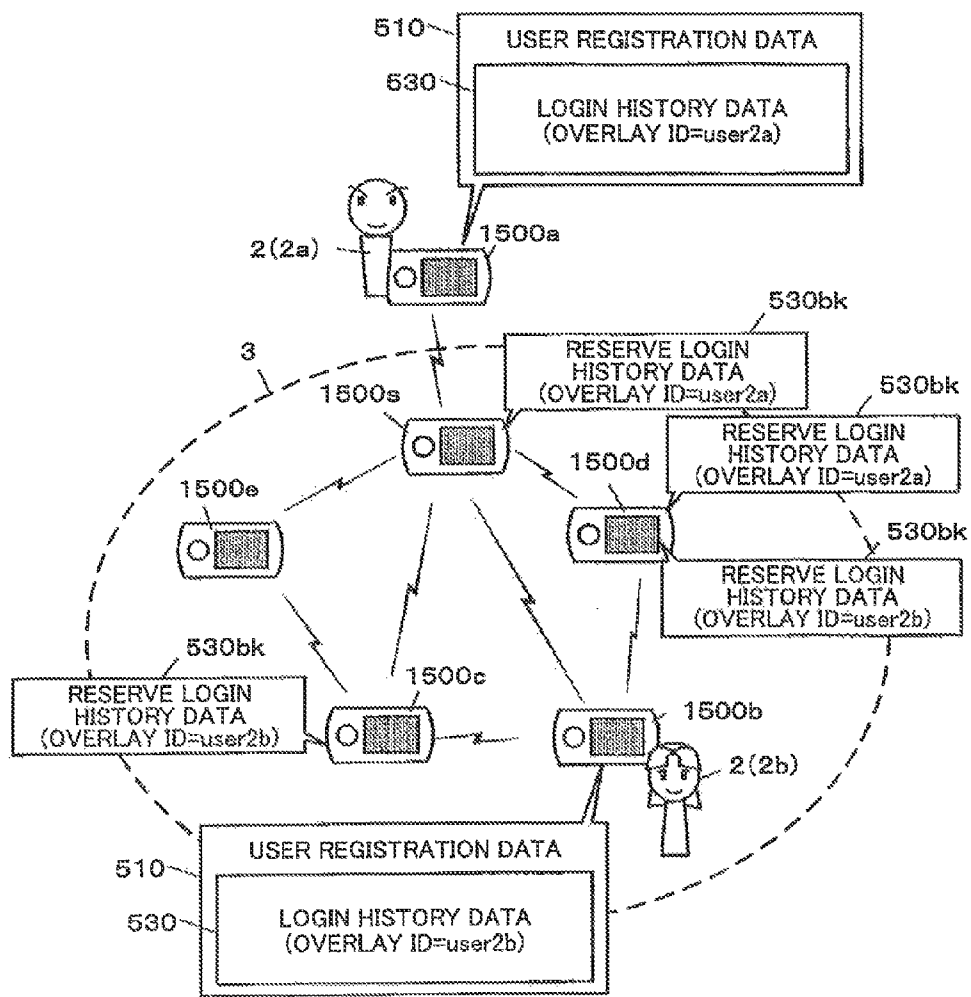 510
USER REGISTRATION DATA
530
LOGIN HISTORY DATA
(OVERLAY ID=user2a)
2(2a)
1500a
530bk
RESERVE LOGIN
HISTORY DATA
(OVERLAY ID=user2a)
3
1500s
530bk
RESERVE LOGIN
HISTORY DATA
(OVERLAY ID=user2a)
1500d
1500e
530bk
RESERVE LOGIN
HISTORY DATA
(OVERLAY ID=user2b)
530bk
RESERVE LOGIN
HISTORY DATA
(OVERLAY ID=user2b)
1500c
1500b
2(2b)
510
USER REGISTRATION DATA
530
LOGIN HISTORY DATA
(OVERLAY ID=user2b)